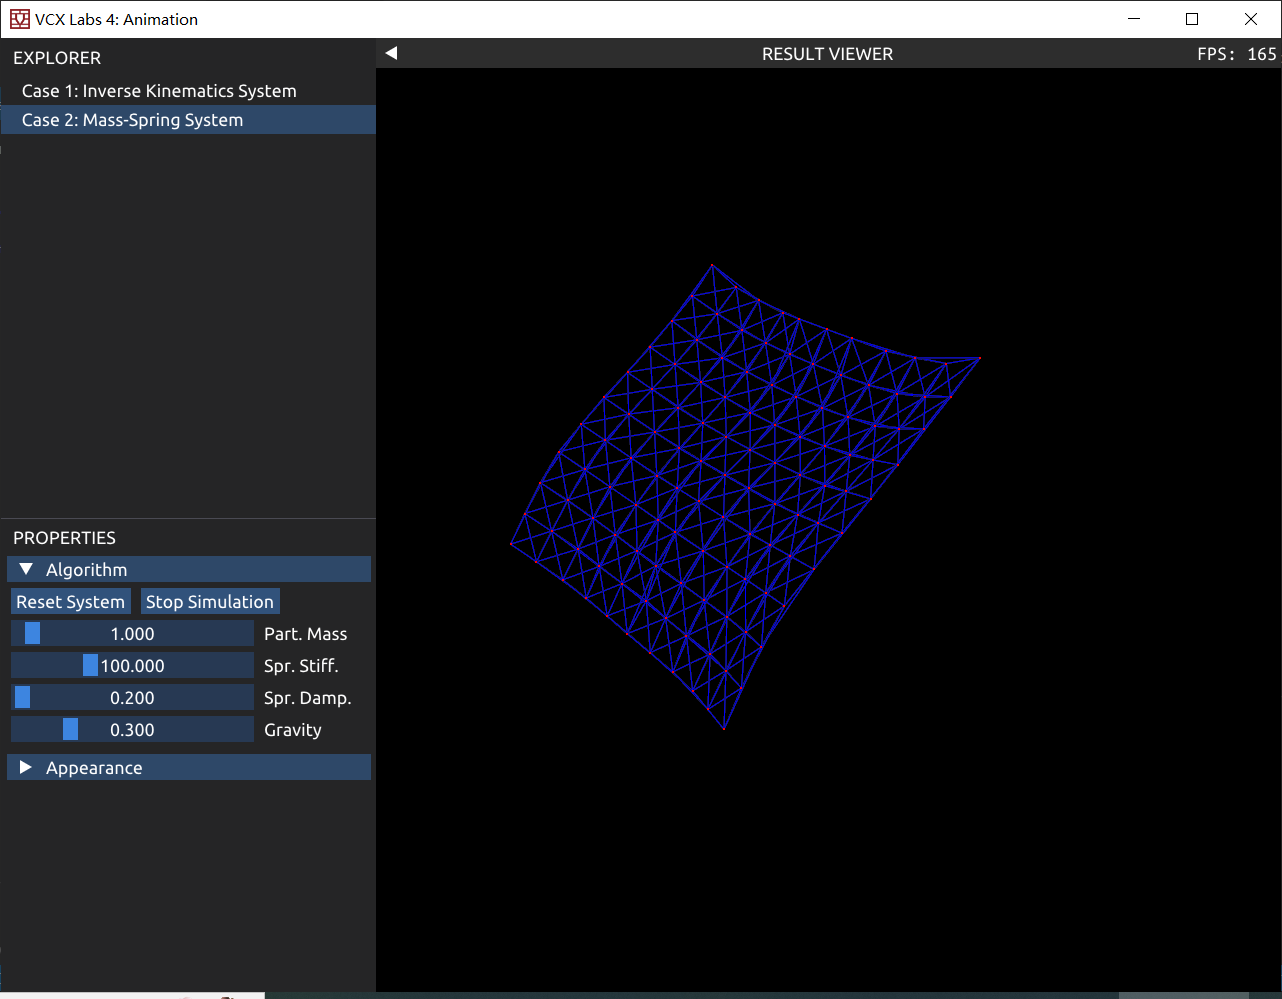 VCX Labs 4: Animation
EXPLORER
RESULT VIEWER
FPS: 165
Case 1: Inverse Kinematics System
Case 2: Mass-Spring System
PROPERTIES
Algorithm
Reset System
Stop Simulation
1.000 Part. Mass
100.000 Spr. Stiff.
0.200 Spr. Damp.
0.300 Gravity
Appearance